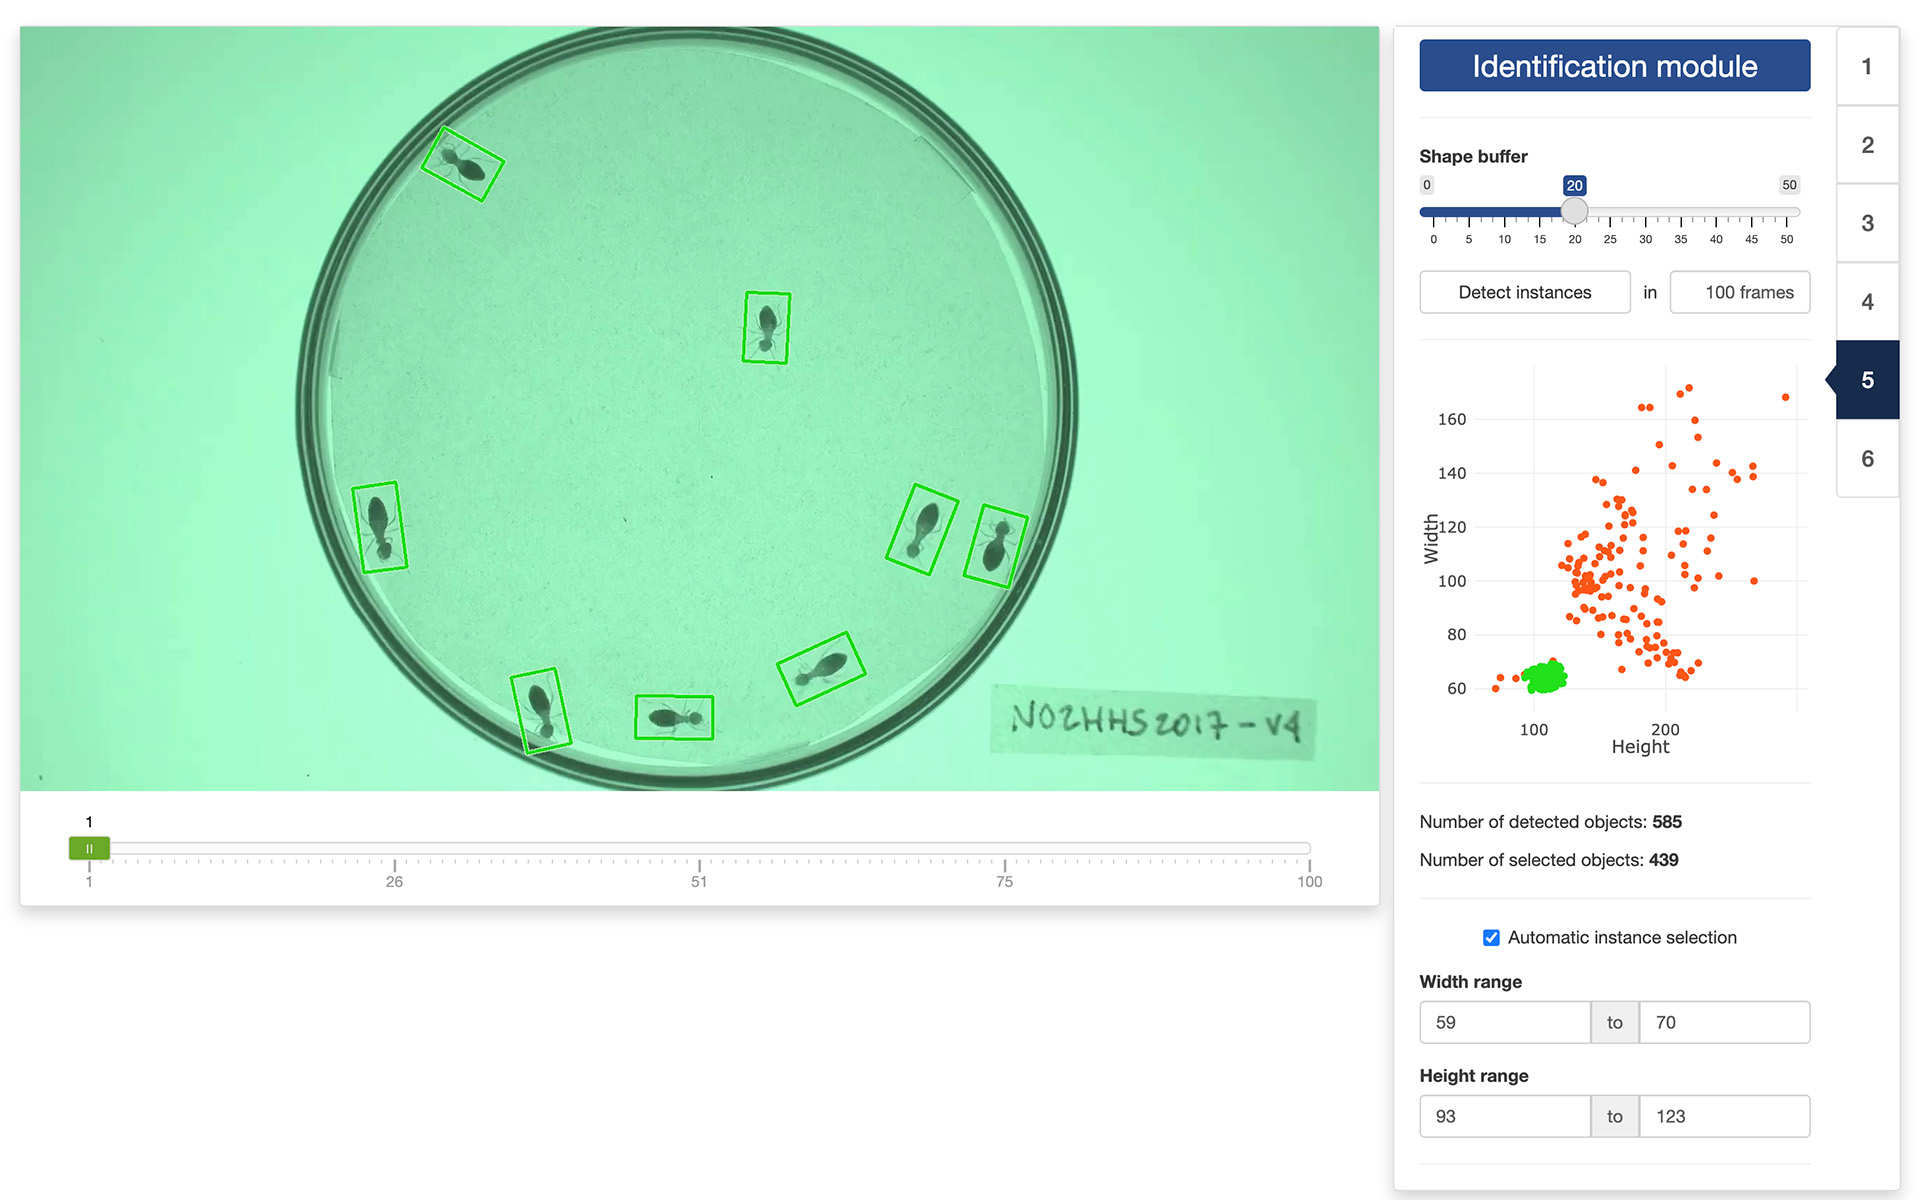 NO2HHS2017-V4
1
1
26
51
75
100
Identification module
Shape buffer
0
20
50
0 5 10 15 20 25 30 35 40 45 50
Detect instances in 100 frames
160
140
120
100
80
60
Width
100 200
Height
Number of detected objects: 585
Number of selected objects: 439
Automatic instance selection
Width range
59 to 70
Height range
93 to 123
1
2
3
4
5
6